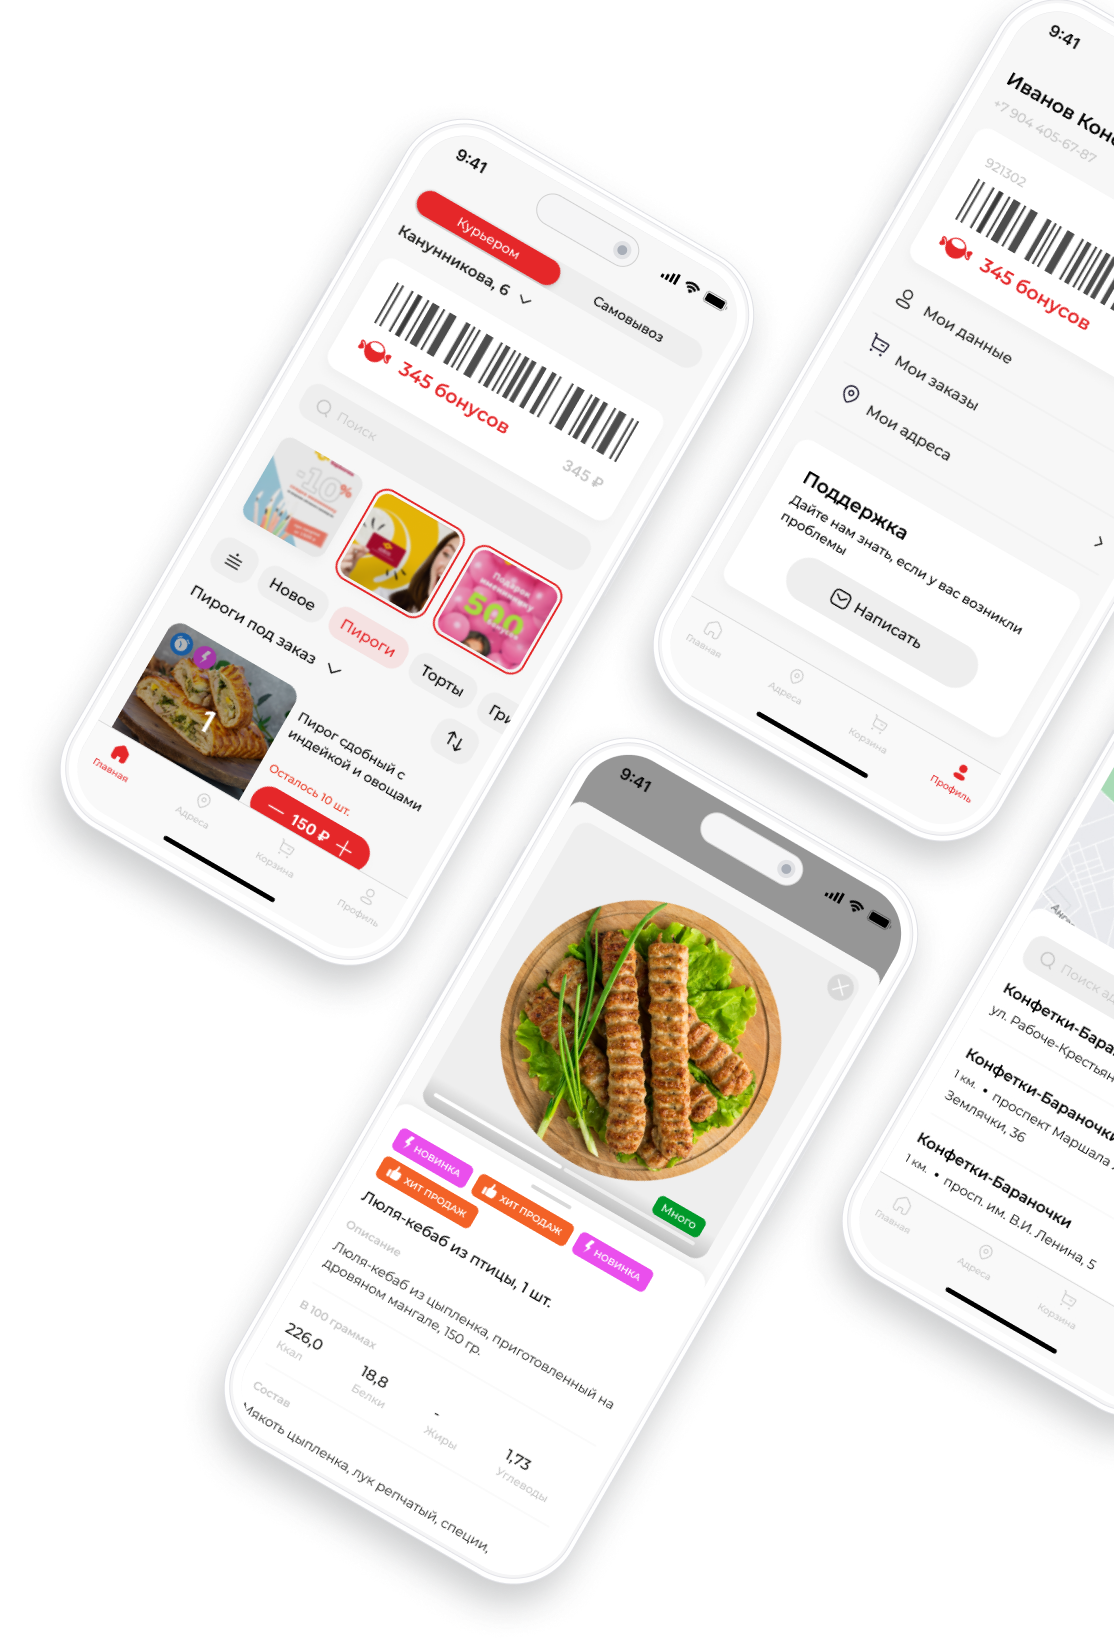 9:41
Курьером
Самовывоз
Канунникова, 6
345 бонусов
345 ₽
Поиск
-10%
Подарок
имениннику
500
бонусов
Новое
Пироги
Торты
Гри
Пироги под заказ
1
Пирог сдобный с
индейкой и овощами
Осталось 10 шт.
— 150 ₽ +
Главная
Адреса
Корзина
Профиль
9:41
Иванов Конс
+7 904 405-67-87
921302
345 бонусов
Мои данные
Мои заказы
Мои адреса
Поддержка
Дайте нам знать, если у вас возникли
проблемы
Написать
Главная
Адреса
Корзина
Профиль
9:41
Много
НОВИНКА
ХИТ ПРОДАЖ
НОВИНКА
ХИТ ПРОДАЖ
Люля-кебаб из птицы, 1 шт.
Описание
Люля-кебаб из цыпленка, приготовленный на
дровяном мангале, 150 гр.
В 100 граммах
226,0
Ккал
18,8
Белки
-
Жиры
1,73
Углеводы
Состав
Мякоть цыпленка, лук репчатый, специи,
Поиск ад
Конфетки-Бара
ул. Рабоче-Крестьян
Конфетки-Бараночки
1 км. • проспект Маршала
Землячки, 36
Конфетки-Бараночки
1 км. • просп. им. В.И. Ленина, 5
Главная
Адреса
Корзина